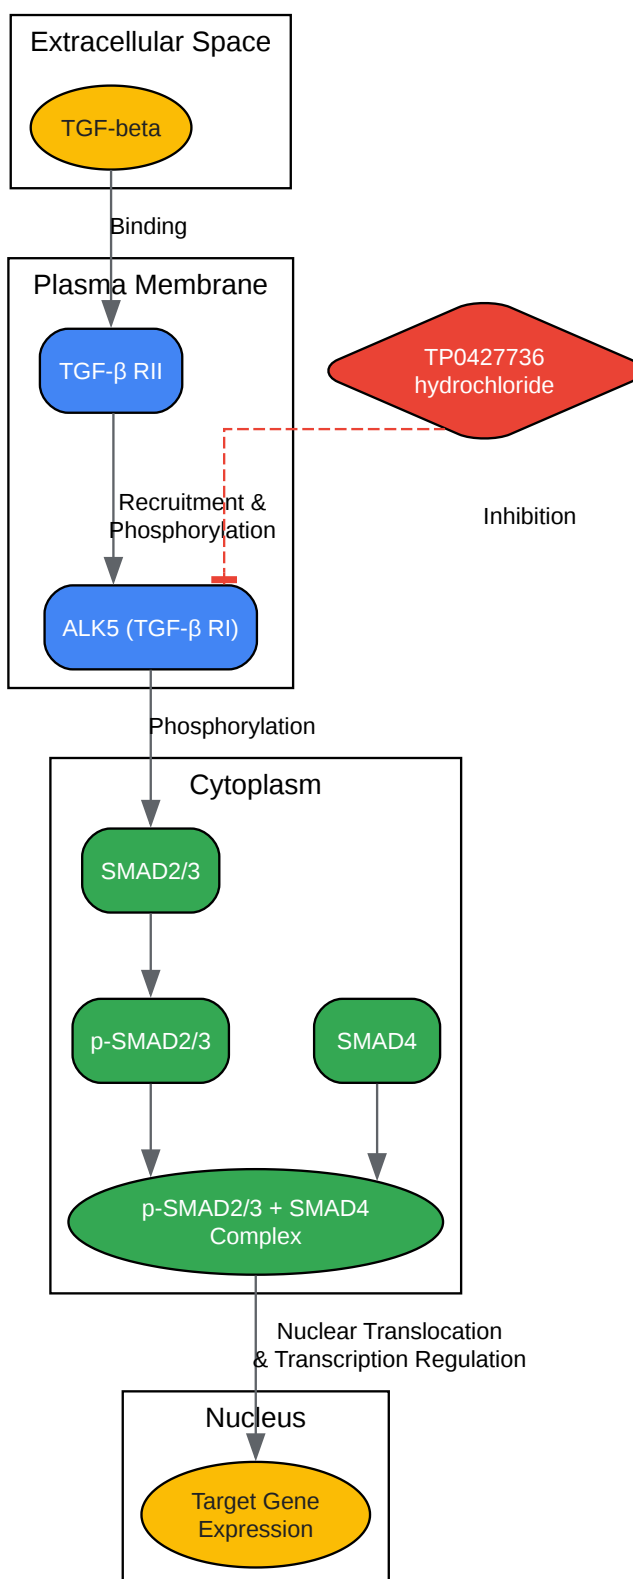 Extracellular Space
TGF-beta
Binding
Plasma Membrane
TGF-β RII
TP0427736
hydrochloride
Recruitment &
Phosphorylation
Inhibition
ALK5 (TGF-β RI)
Phosphorylation
Cytoplasm
SMAD2/3
p-SMAD2/3
SMAD4
p-SMAD2/3 + SMAD4
Complex
Nuclear Translocation
& Transcription Regulation
Nucleus
Target Gene
Expression